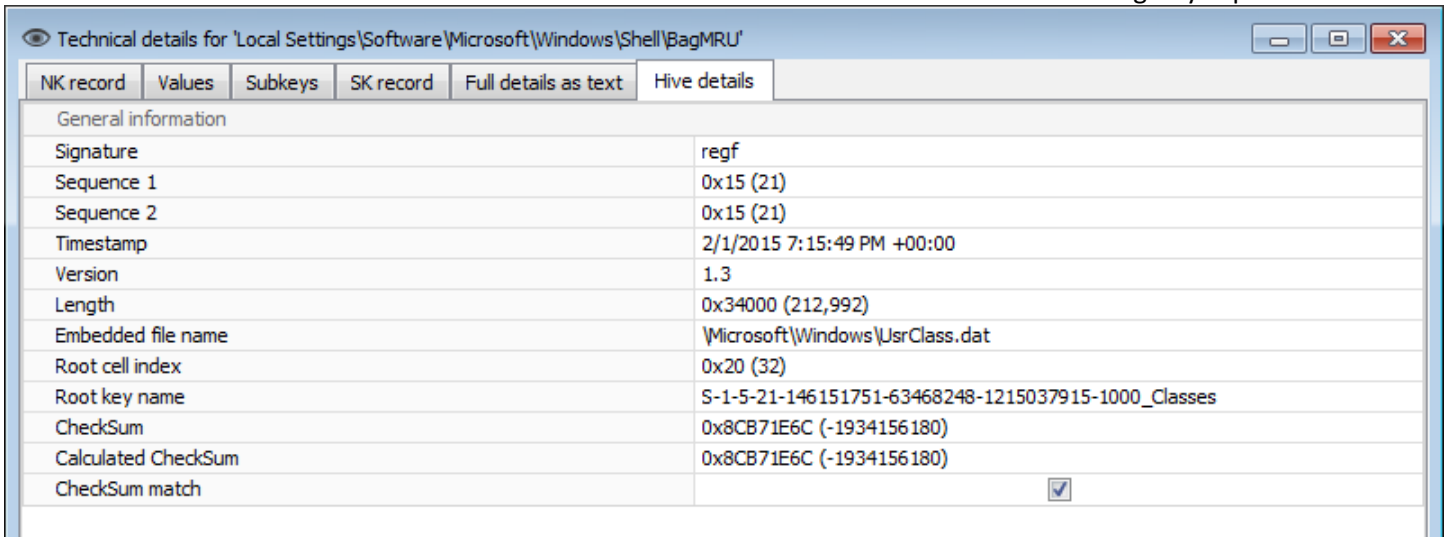 Technical details for 'Local Settings\Software\Microsoft\Windows\Shell\BagMRU'
NK record Values Subkeys SK record Full details as text Hive details
General information
Signature regf
Sequence 1 0x15 (21)
Sequence 2 0x15 (21)
Timestamp 2/1/2015 7:15:49 PM +00:00
Version 1.3
Length 0x34000 (212,992)
Embedded file name \Microsoft\Windows\UsrClass.dat
Root cell index 0x20 (32)
Root key name S-1-5-21-146151751-63468248-1215037915-1000_Classes
CheckSum 0x8CB71E6C (-1934156180)
Calculated CheckSum 0x8CB71E6C (-1934156180)
CheckSum match